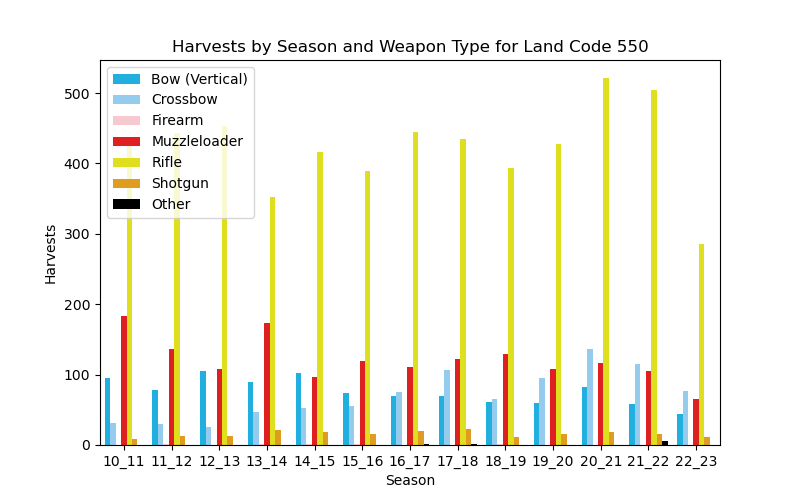 Harvests by Season and Weapon Type for Land Code 550
Bow (Vertical)
Crossbow
Firearm
Muzzleloader
Rifle
Shotgun
Other
500
400
300
200
100
0
Harvests
10_11 11_12 12_13 13_14 14_15 15_16 16_17 17_18 18_19 19_20 20_21 21_22 22_23
Season